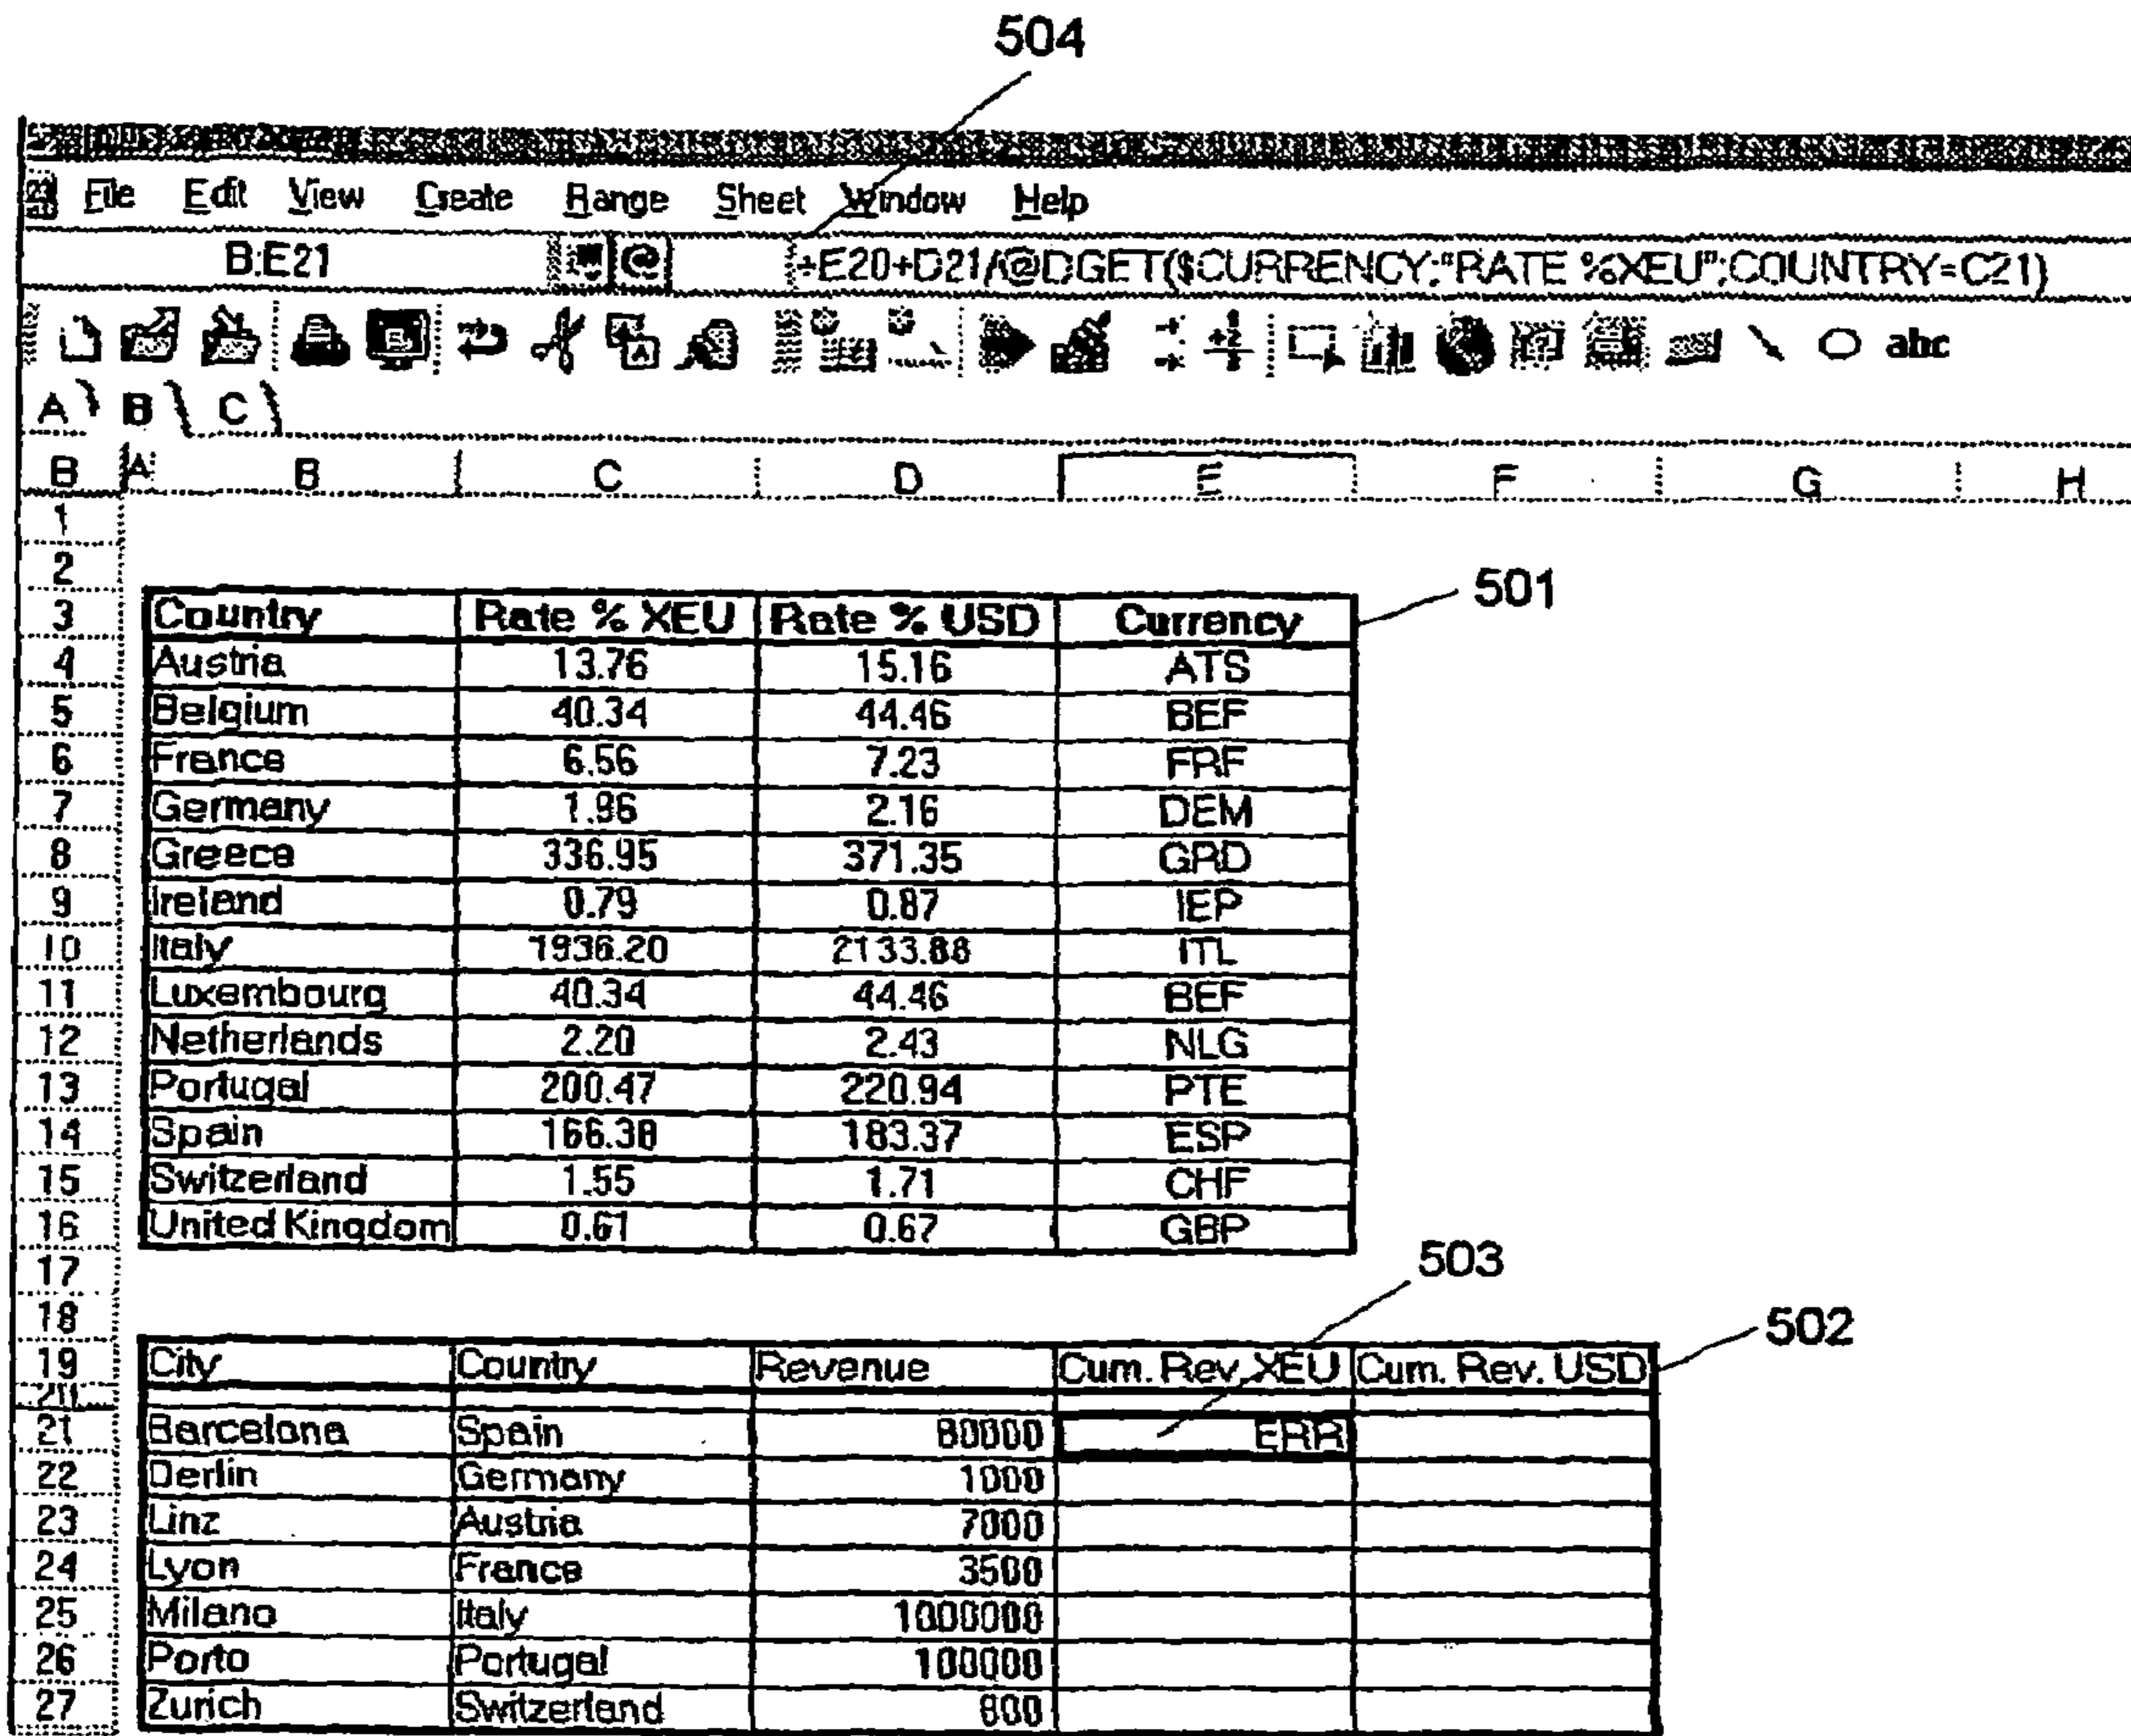 504
File Edit View Create Range Sheet Window Help
B:E21 @ +E20+D21/@DGET($CURRENCY;"RATE %XEU";COUNTRY=C21)
abc
A B C
B A B C D E F G H
1
2
3 Country Rate % XEU Rate % USD Currency 501
4 Austria 13.76 15.16 ATS
5 Belgium 40.34 44.46 BEF
6 France 6.56 7.23 FRF
7 Germany 1.96 2.16 DEM
8 Greece 336.95 371.35 GRD
9 Ireland 0.79 0.87 IEP
10 Italy 1936.20 2133.88 ITL
11 Luxembourg 40.34 44.46 BEF
12 Netherlands 2.20 2.43 NLG
13 Portugal 200.47 220.94 PTE
14 Spain 166.38 183.37 ESP
15 Switzerland 1.55 1.71 CHF
16 United Kingdom 0.61 0.67 GBP
17 503
18 502
19 City Country Revenue Cum. Rev. XEU Cum. Rev. USD
20
21 Barcelona Spain 80000 ERR
22 Berlin Germany 1000
23 Linz Austria 7000
24 Lyon France 3500
25 Milano Italy 1000000
26 Porto Portugal 100000
27 Zurich Switzerland 800